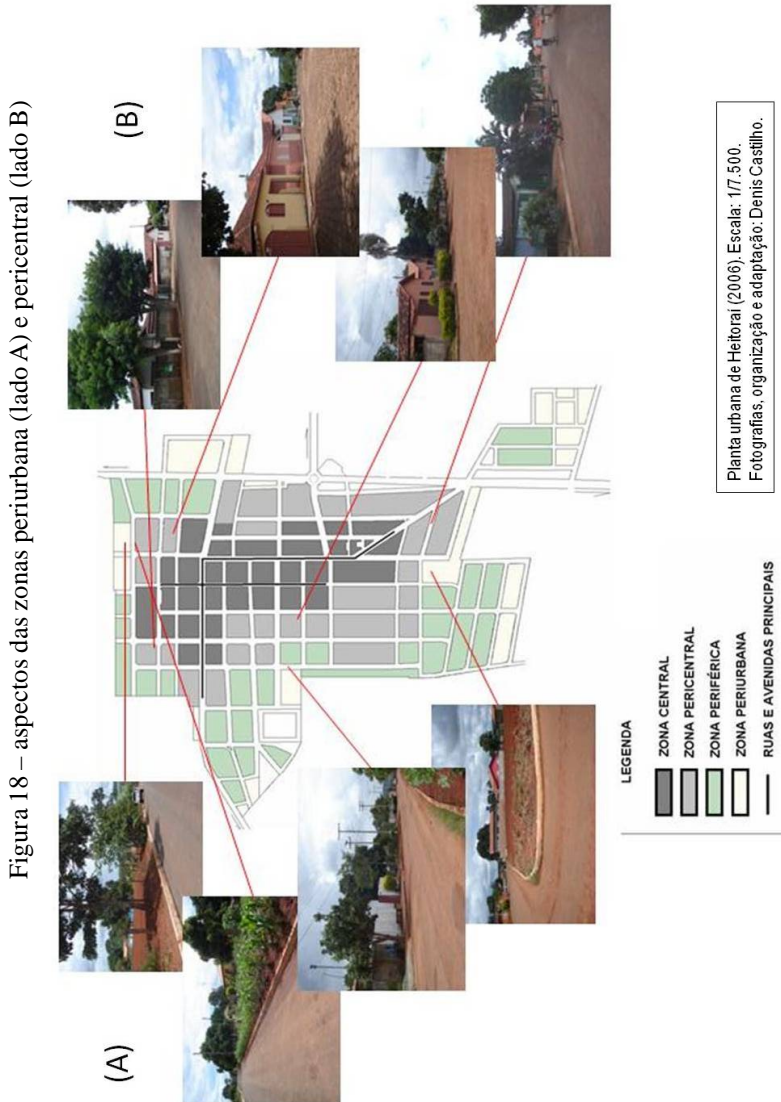 Figura 18 – aspectos das zonas periurbana (lado A) e pericentral (lado B)
(A)
(B)
LEGENDA
ZONA CENTRAL
ZONA PERICENTRAL
ZONA PERIFÉRICA
ZONA PERIURBANA
RUAS E AVENIDAS PRINCIPAIS
Planta urbana de Heitoraí (2006). Escala: 1/7.500.
Fotografias, organização e adaptação: Denis Castilho.